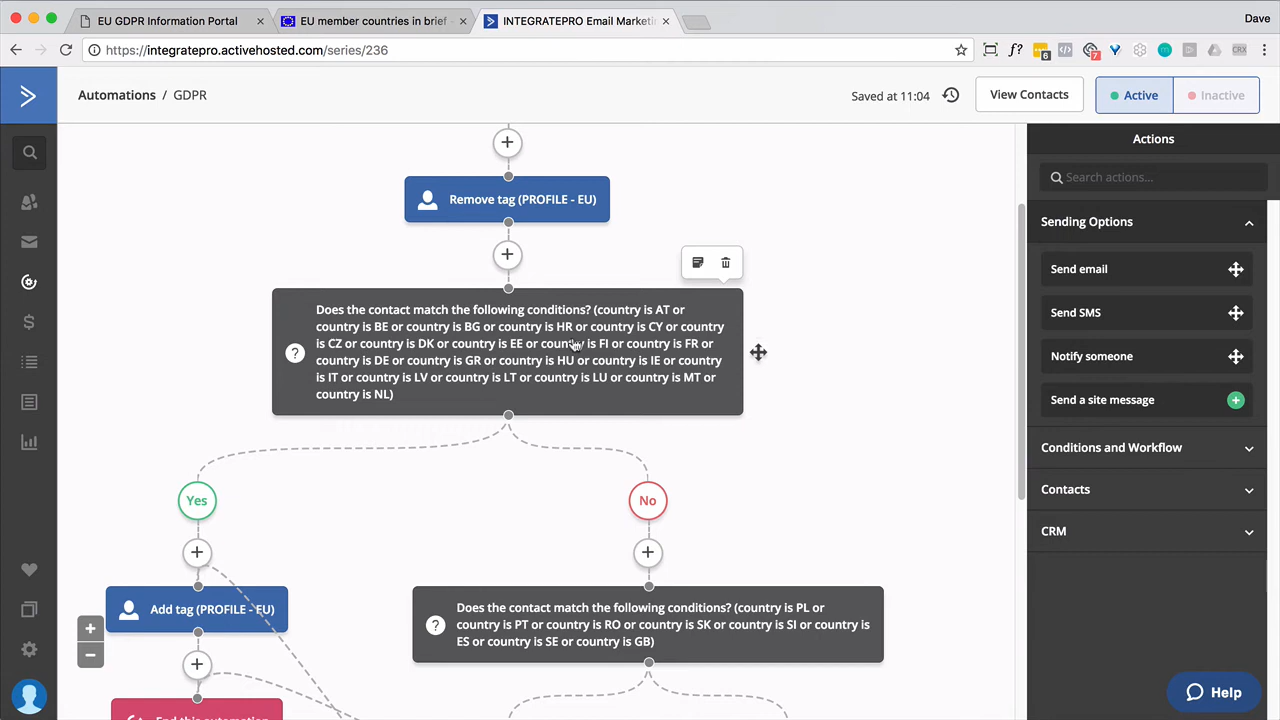 EU GDPR Information Portal
EU member countries in brief -
INTEGRATEPRO Email Marketi
Dave
https://integratepro.activehosted.com/series/236
f?
6
7
CRX
Automations / GDPR
Saved at 11:04
View Contacts
Active
Inactive
Remove tag (PROFILE - EU)
Does the contact match the following conditions? (country is AT or
country is BE or country is BG or country is HR or country is CY or country
is CZ or country is DK or country is EE or country is FI or country is FR or
country is DE or country is GR or country is HU or country is IE or country
is IT or country is LV or country is LT or country is LU or country is MT or
country is NL)
Yes
No
Add tag (PROFILE - EU)
Does the contact match the following conditions? (country is PL or
country is PT or country is RO or country is SK or country is SI or country is
ES or country is SE or country is GB)
End this automation
Actions
Search actions...
Sending Options
Send email
Send SMS
Notify someone
Send a site message
Conditions and Workflow
Contacts
CRM
Help